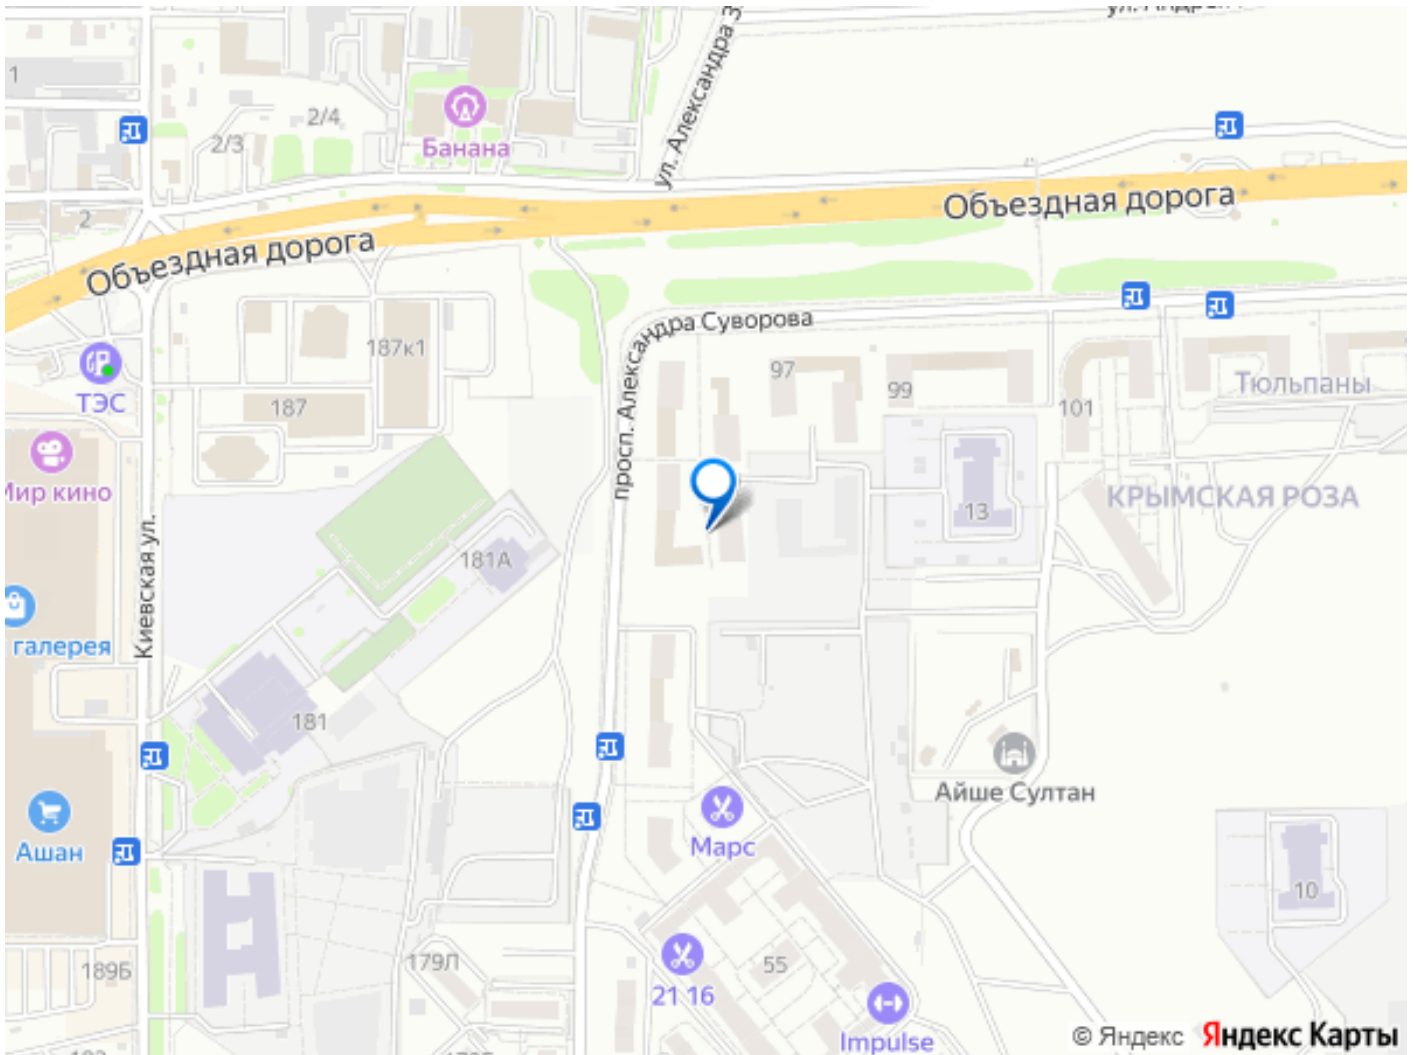 1
2/4
2/3
Банана
ул. Александра З
2
Объездная дорога
Объездная дорога
просп. Александра Суворова
187к1
97
99
101
Тюльпаны
ТЭС
187
Мир кино
КРЫМСКАЯ РОЗА
13
Киевская ул.
181А
галерея
181
Айше Султан
Ашан
Марс
10
189Б
179Л
55
21 16
Impulse
© Яндекс Яндекс Карты